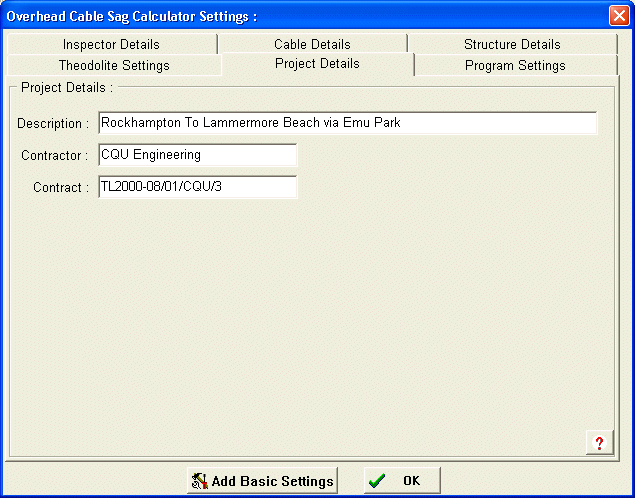 Overhead Cable Sag Calculator Settings :
Inspector Details
Cable Details
Structure Details
Theodolite Settings
Project Details
Program Settings
Project Details :
Description : Rockhampton To Lammermore Beach via Emu Park
Contractor : CQU Engineering
Contract : TL2000-08/01/CQU/3
?
Add Basic Settings
OK